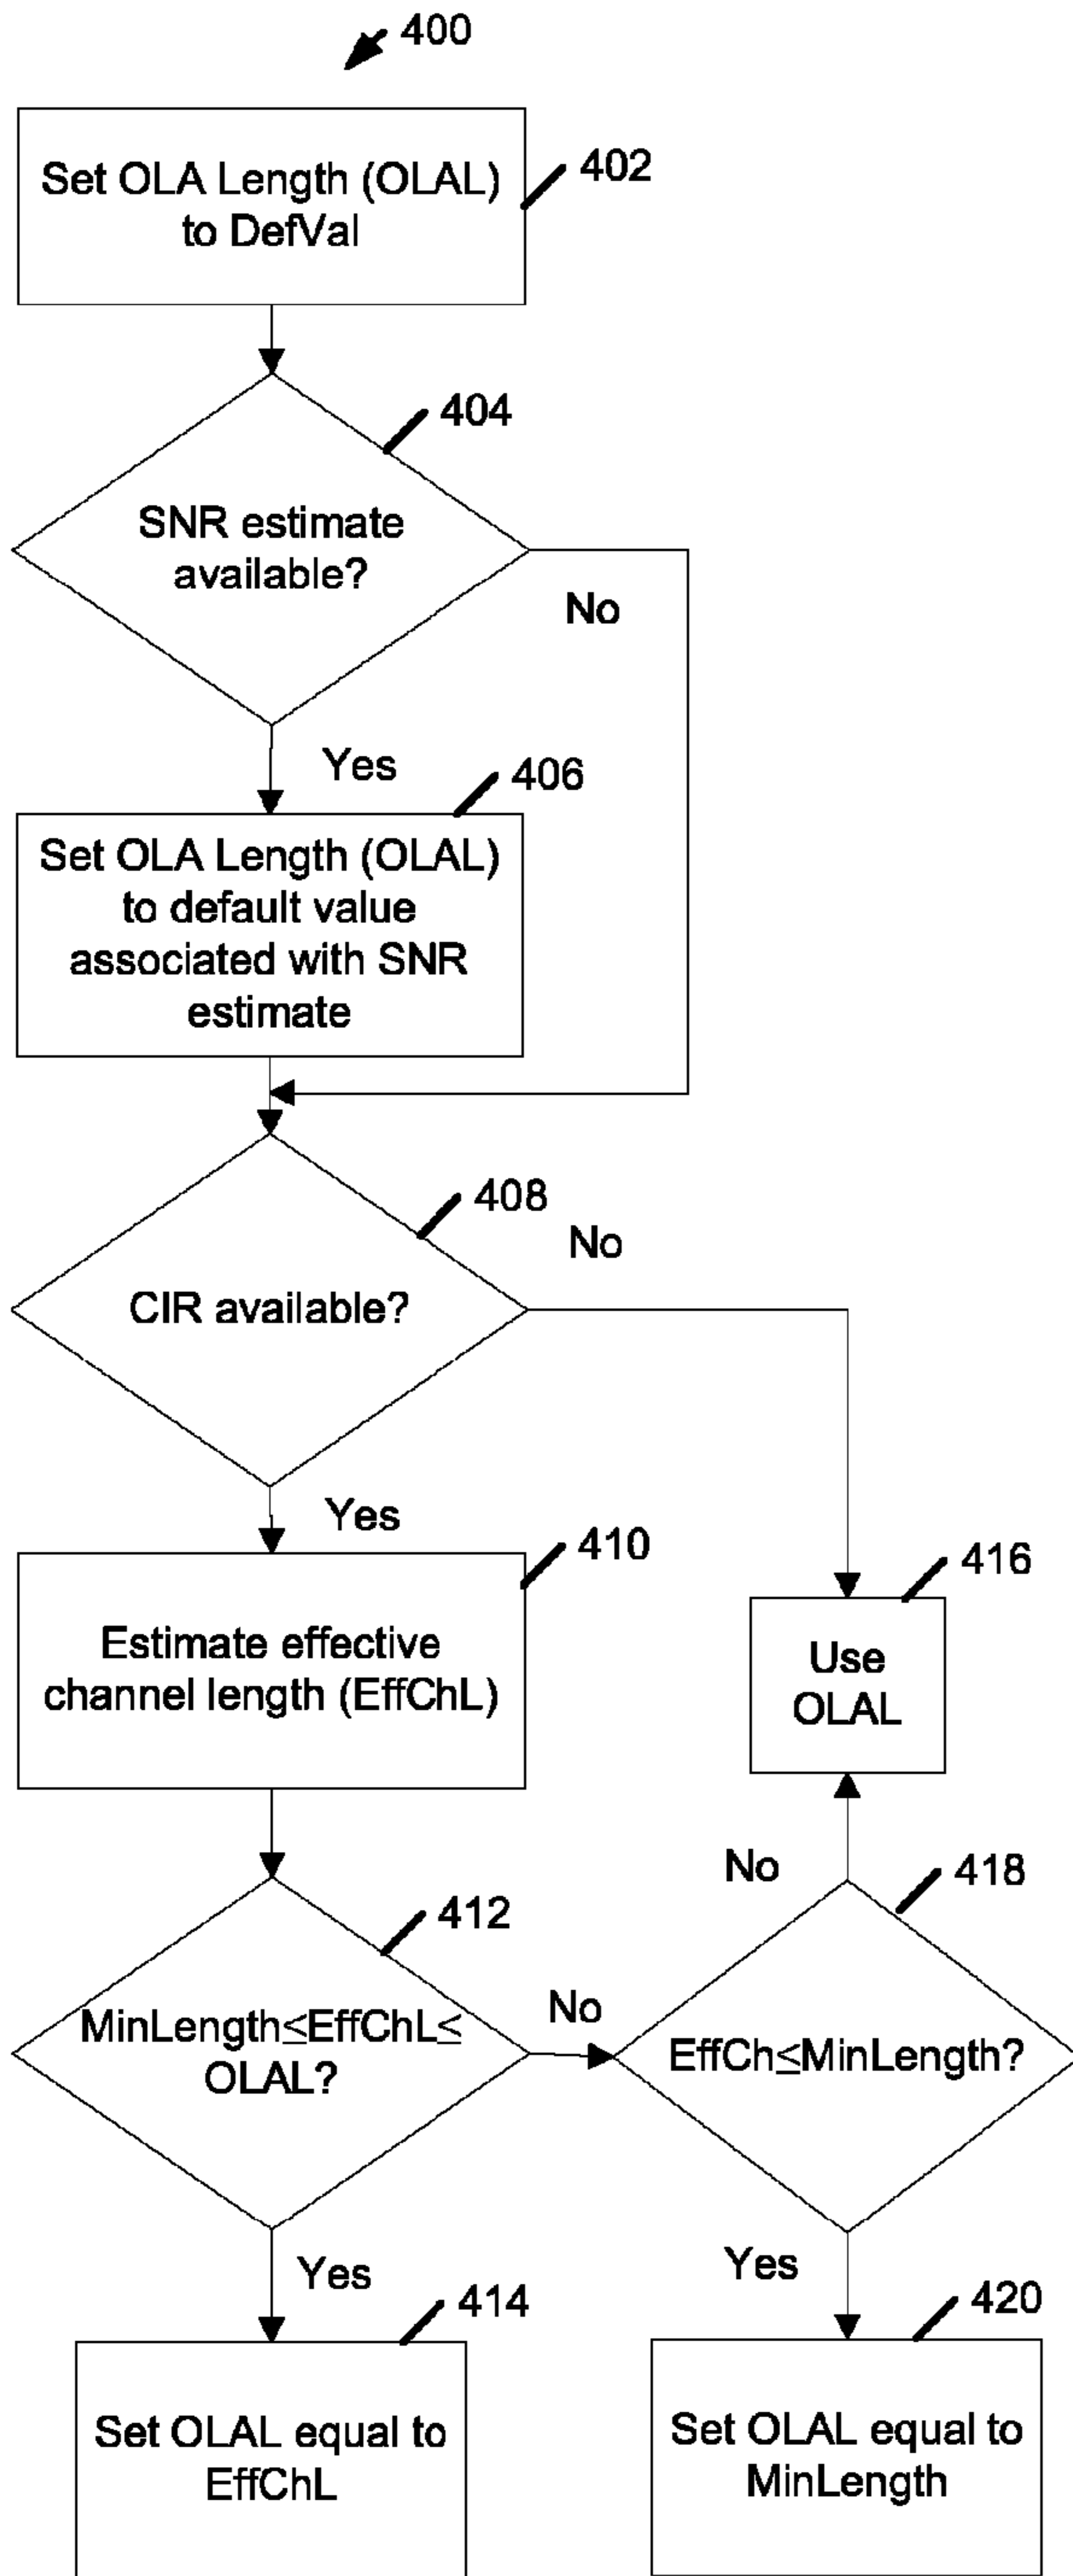 400
Set OLA Length (OLAL)
to DefVal
402
404
SNR estimate
available?
No
Yes
406
Set OLA Length (OLAL)
to default value
associated with SNR
estimate
408
No
CIR available?
Yes
410
Estimate effective
channel length (EffChL)
416
Use
OLAL
412
MinLength≤EffChL≤
OLAL?
No
No
418
EffCh≤MinLength?
Yes
414
Set OLAL equal to
EffChL
Yes
420
Set OLAL equal to
MinLength